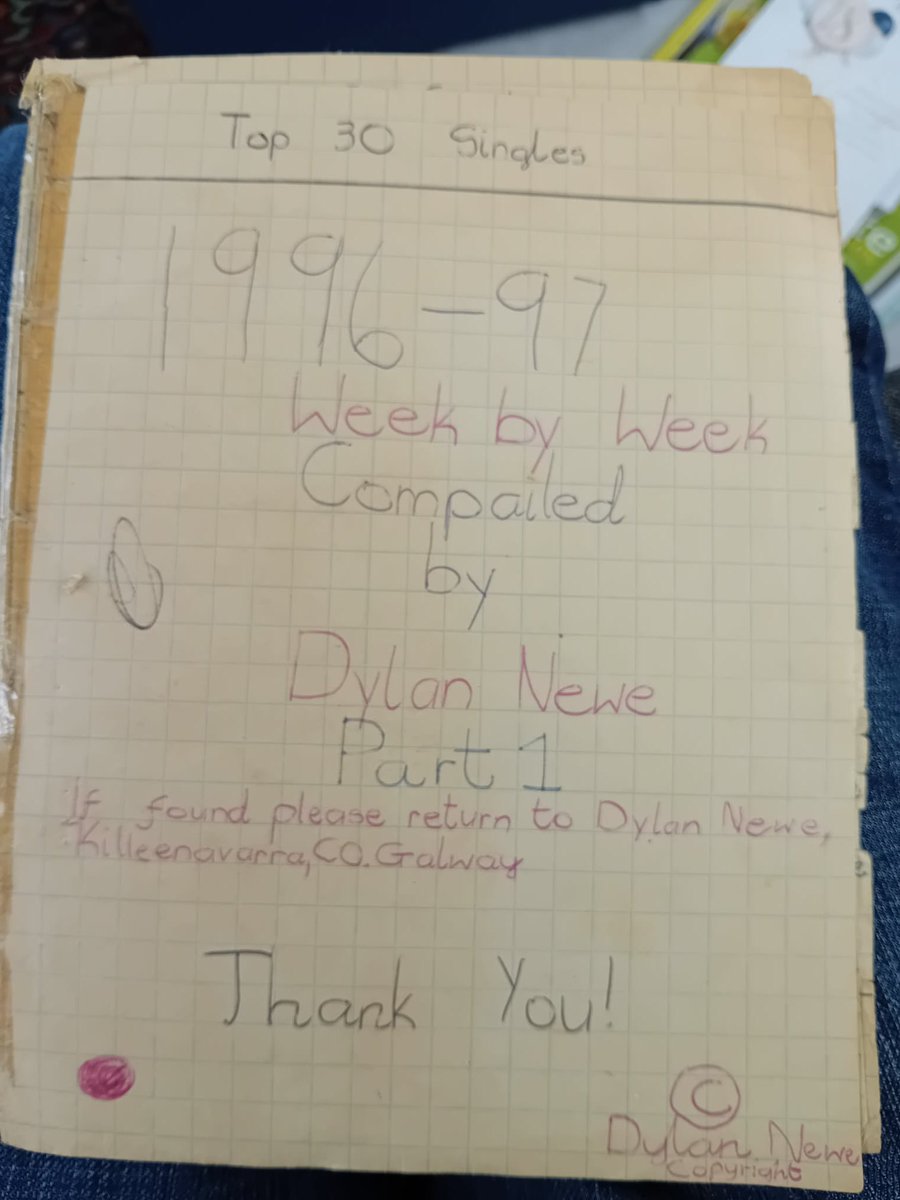 Top 30 Singles
1996-97
Week by Week
Compailed
by
Dylan Newe
Part 1
If found please return to Dylan Newe,
Killeenavarra, CO. Galway
Thank You!
©
Dylan Newe
Copyright